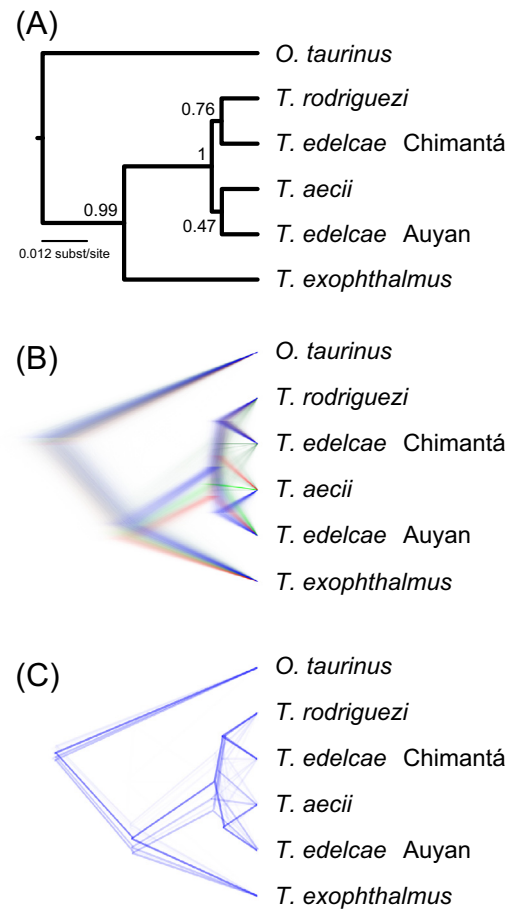 (A)
O. taurinus
T. rodriguezi
0.76
T. edelcae Chimantá
1
T. aecii
0.99
0.47
T. edelcae Auyan
0.012 subst/site
T. exophthalmus
(B)
O. taurinus
T. rodriguezi
T. edelcae Chimantá
T. aecii
T. edelcae Auyan
T. exophthalmus
(C)
O. taurinus
T. rodriguezi
T. edelcae Chimantá
T. aecii
T. edelcae Auyan
T. exophthalmus